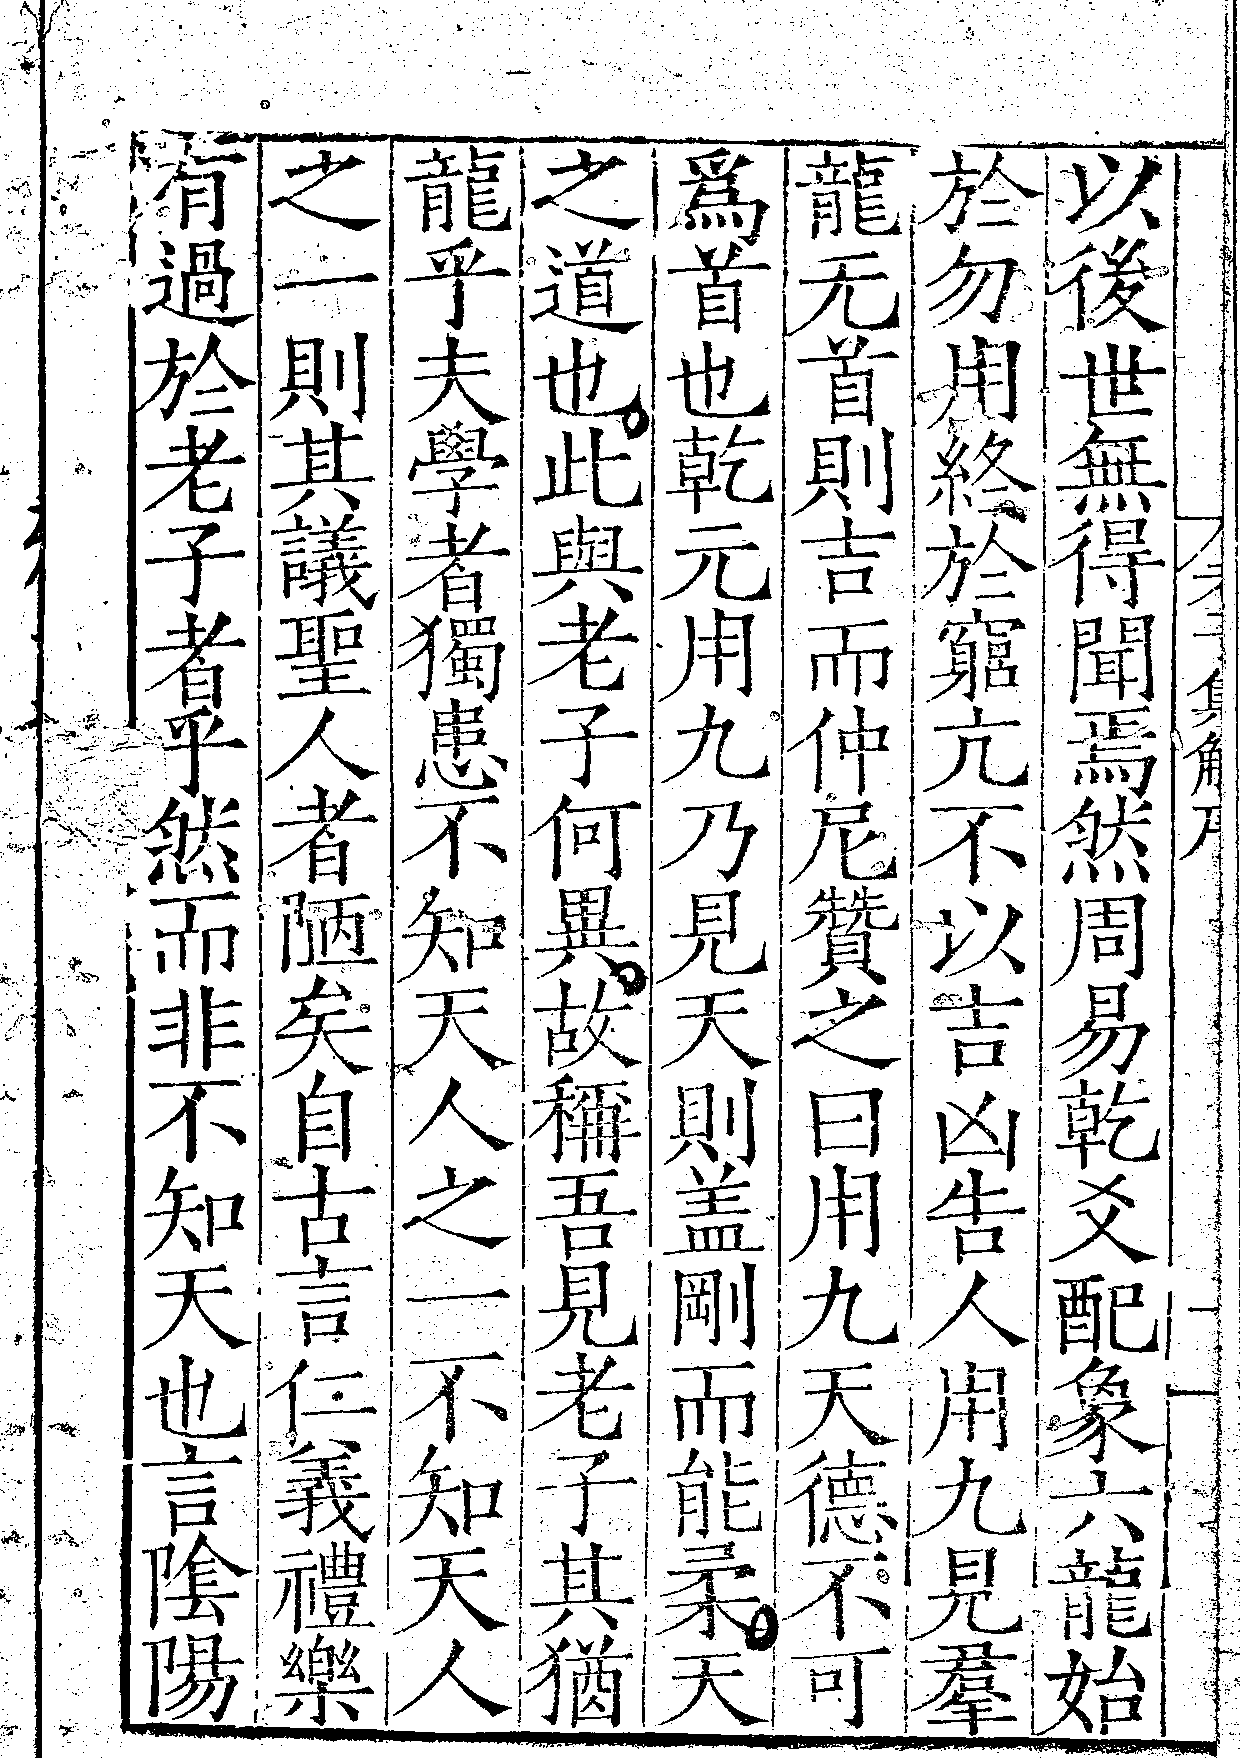 以後世無得聞焉然周易乾爻配象六龍始
於勿用終於窮亢不以吉凶告人用九見羣
龍无首則吉而仲尼贊之曰用九天德不可
爲首也乾元用九乃見天則盖剛而能柔天
之道也此與老子何異故稱吾見老子其猶
龍乎夫學者獨患不知天人之一不知天人
之一則其議聖人者陋矣自古言仁義禮樂
有過於老子者乎然而非不知天也言陰陽